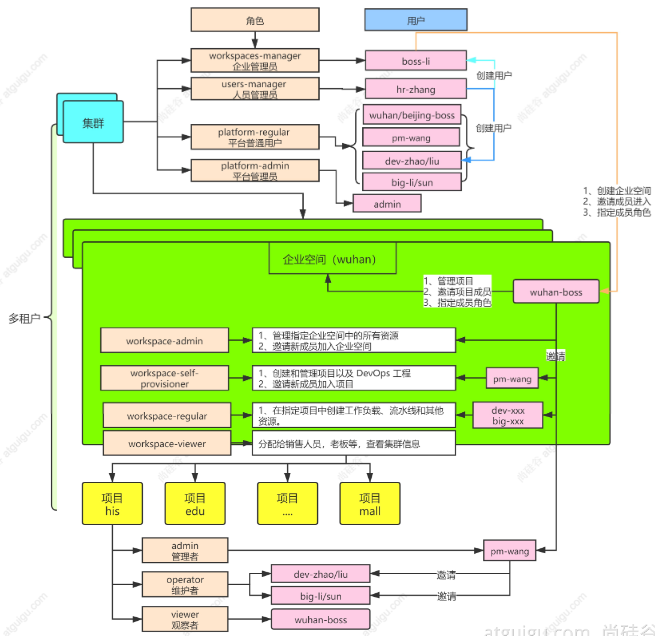 角色
用户
workspaces-manager
企业管理员
boss-li
users-manager
人员管理员
hr-zhang
创建用户
集群
platform-regular
平台普通用户
wuhan/beijing-boss
pm-wang
dev-zhao/liu
big-li/sun
创建用户
platform-admin
平台管理员
admin
1、创建企业空间
2、邀请成员进入
3、指定成员角色
多租户
企业空间（wuhan）
1、管理项目
2、邀请项目成员
3、指定成员角色
wuhan-boss
邀请
workspace-admin
1、管理指定企业空间中的所有资源
2、邀请新成员加入企业空间
workspace-self-
provisioner
1、创建和管理项目以及 DevOps 工程
2、邀请新成员加入项目
pm-wang
workspace-regular
1、在指定项目中创建工作负载、流水线和其他
资源。
dev-xxx
big-xxx
workspace-viewer
分配给销售人员，老板等，查看集群信息
项目
his
项目
edu
项目
....
项目
mall
admin
管理者
pm-wang
operator
维护者
dev-zhao/liu
邀请
big-li/sun
邀请
viewer
观察者
wuhan-boss
atguigu.com 尚硅谷